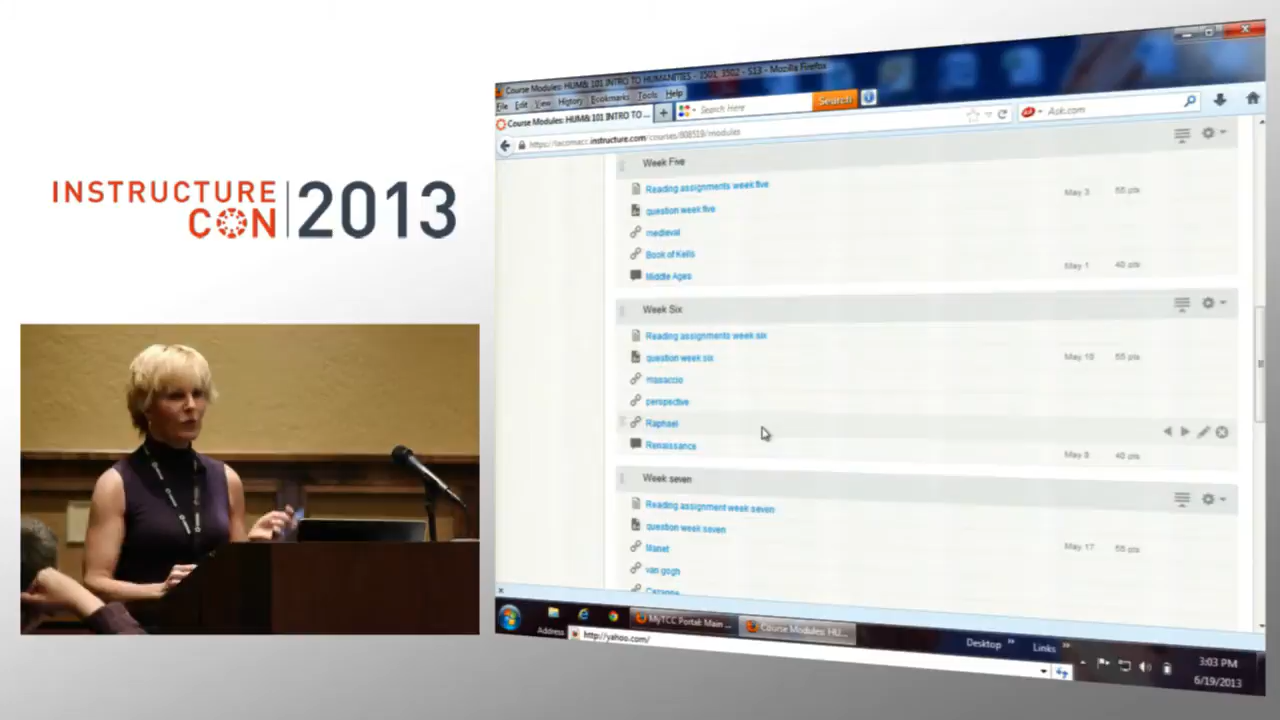 INSTRUCTURE
CON 2013
Course Modules: HUM& 101 INTRO TO HUMANITIES - 1501, 1502 - S13 - Mozilla Firefox
File Edit View History Bookmarks Tools Help
Course Modules: HUM& 101 INTRO TO ...
Search Here
Search
Ask.com
https://tacomacc.instructure.com/courses/808519/modules
Week Five
Reading assignments week five
May 3
55 pts
question week five
medieval
Book of Kells
May 1
40 pts
Middle Ages
Week Six
Reading assignments week six
question week six
May 10
55 pts
masaccio
perspective
Raphael
Renaissance
May 8
40 pts
Week seven
Reading assignment week seven
question week seven
May 17
55 pts
Manet
van gogh
Cezanne
MyTCC Portal: Main ...
Course Modules: HU...
Address
http://yahoo.com/
Desktop
Links
3:03 PM
6/19/2013